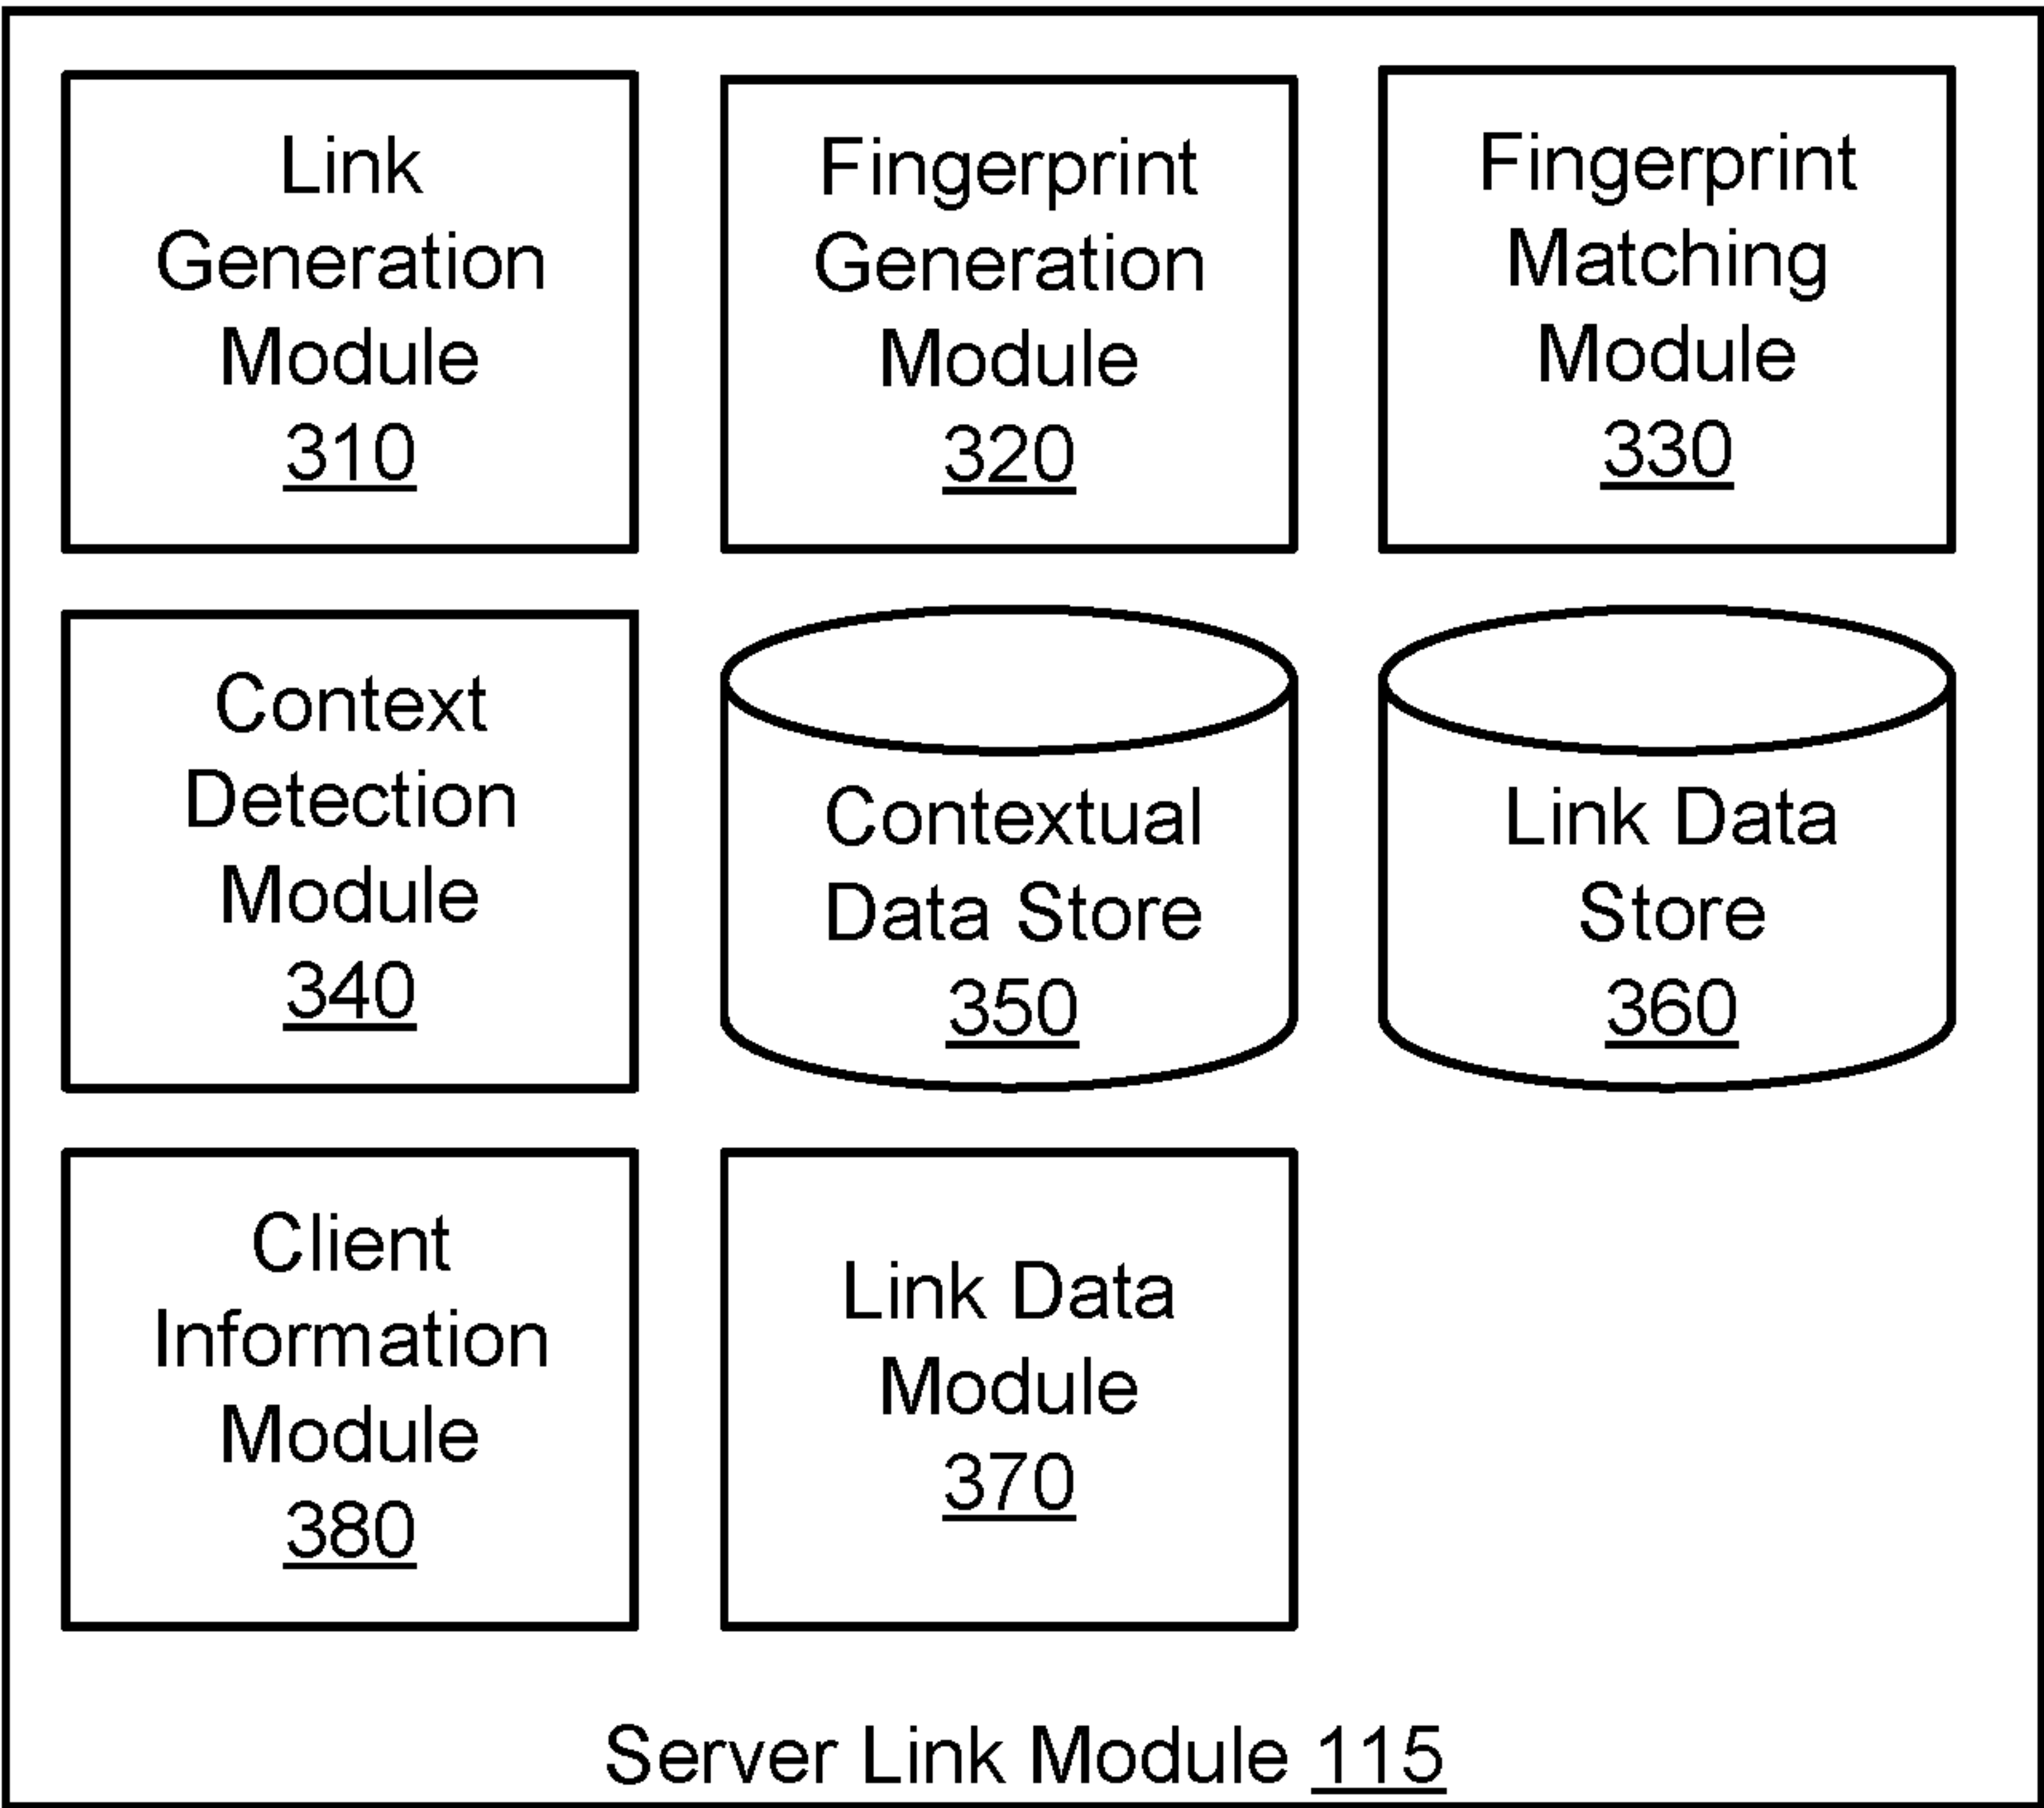 Link
Generation
Module
310
Fingerprint
Generation
Module
320
Fingerprint
Matching
Module
330
Context
Detection
Module
340
Contextual
Data Store
350
Link Data
Store
360
Client
Information
Module
380
Link Data
Module
370
Server Link Module 115